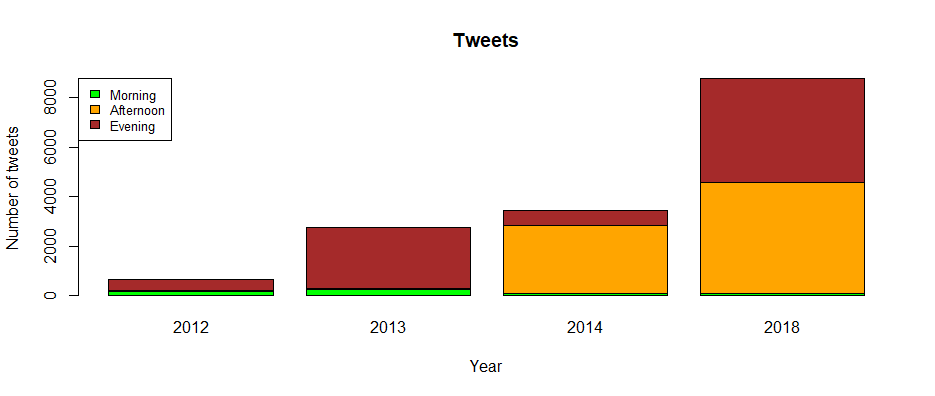 Tweets
Number of tweets
8000
6000
4000
2000
0
Morning
Afternoon
Evening
2012 2013 2014 2018
Year